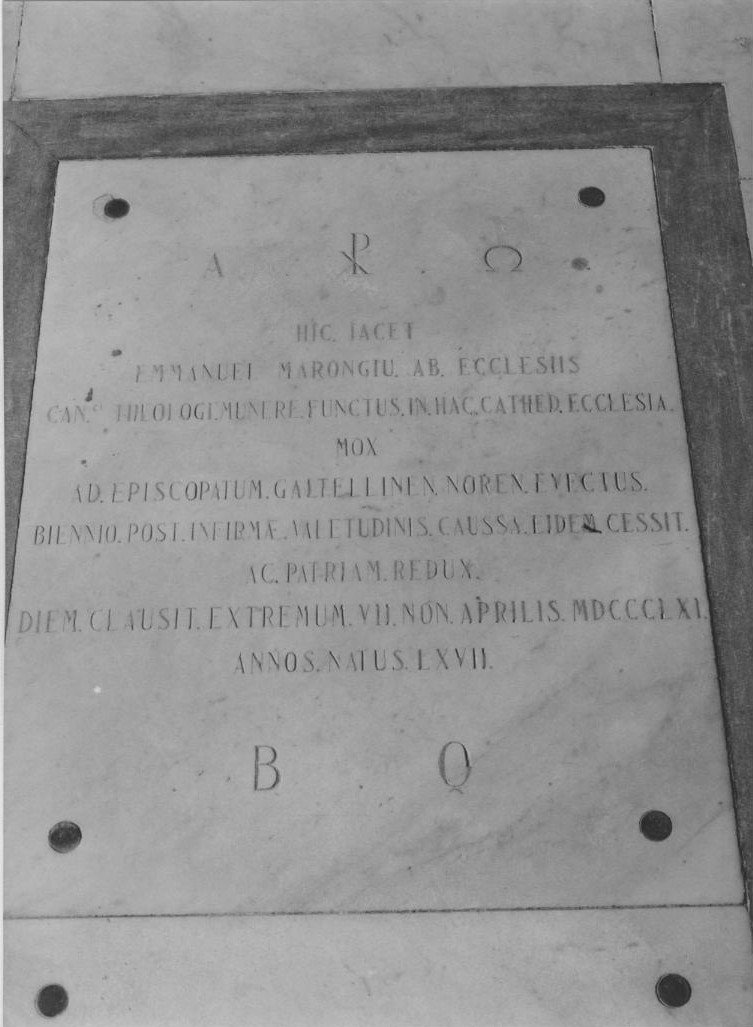 Α ☧ Ω
HIC. IACET
EMMANUEL MARONGIU. AB. ECCLESIIS
CAN.ᶜⁱ THEOLOGI. MUNERE. FUNCTUS. IN. HAC. CATHED. ECCLESIA.
MOX
AD. EPISCOPATUM. GALTELLINEN. NOREN. EVECTUS.
BIENNIO. POST. INFIRMÆ. VALETUDINIS. CAUSSA. EIDEM CESSIT.
AC. PATRIAM. REDUX.
DIEM. CLAUSIT. EXTREMUM. VII. NON. APRILIS. MDCCCLXI.
ANNOS. NATUS. LXVII.
B Q